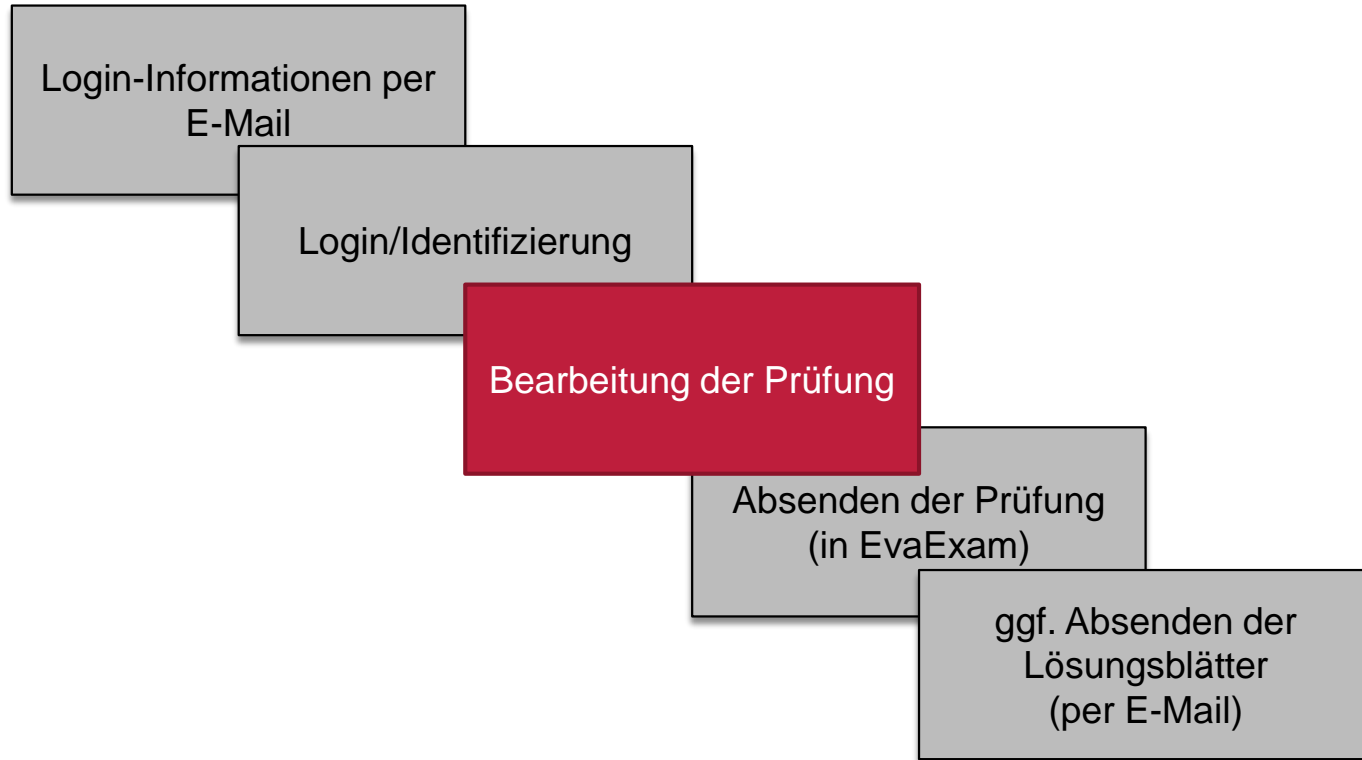 Login-Informationen per
E-Mail
Login/Identifizierung
Bearbeitung der Prüfung
Absenden der Prüfung
(in EvaExam)
ggf. Absenden der
Lösungsblätter
(per E-Mail)